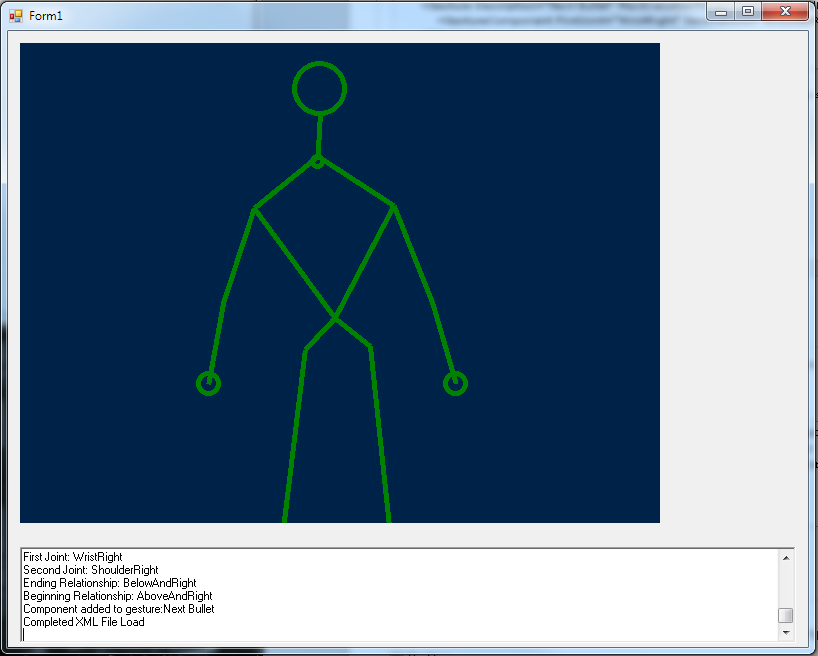 Form1
First Joint: WristRight
Second Joint: ShoulderRight
Ending Relationship: BelowAndRight
Beginning Relationship: AboveAndRight
Component added to gesture:Next Bullet
Completed XML File Load